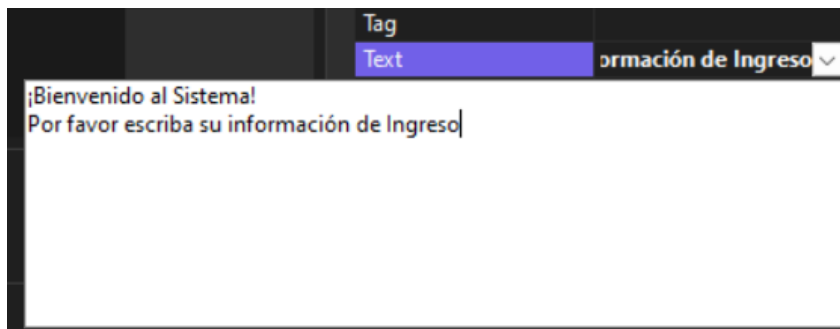 Tag
Text
ormación de Ingreso
¡Bienvenido al Sistema!
Por favor escriba su información de Ingreso